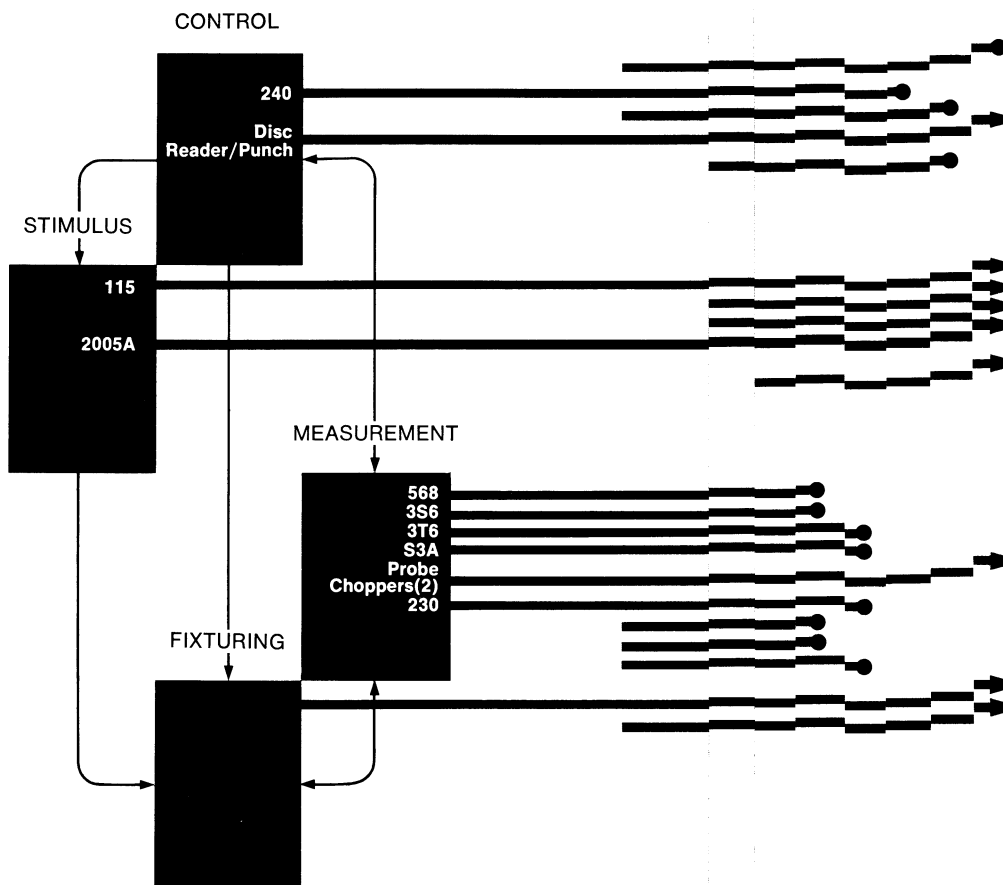 CONTROL
240
Disc
Reader/Punch
STIMULUS
115
2005A
MEASUREMENT
568
3S6
3T6
S3A
Probe
Choppers(2)
230
FIXTURING